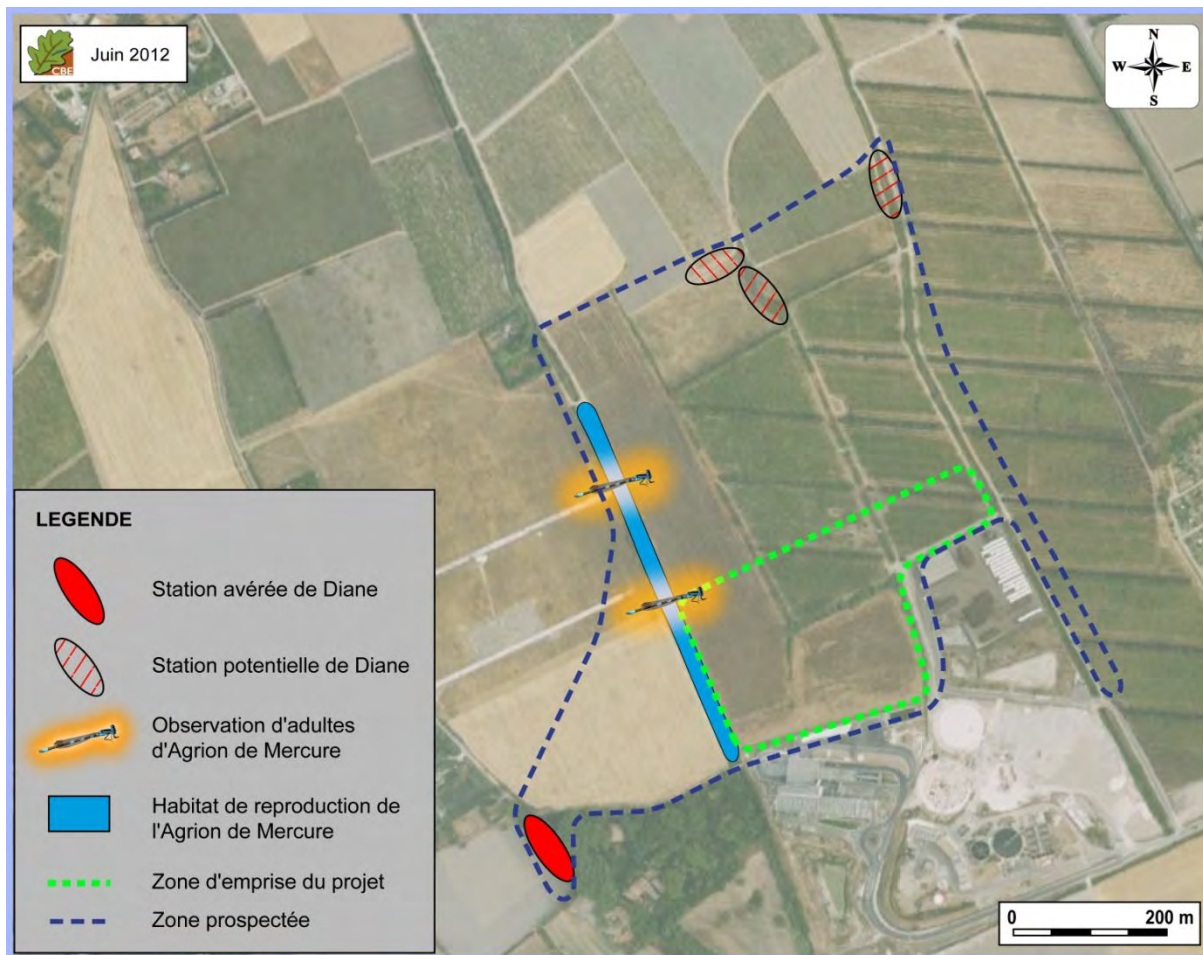 CBE
Juin 2012
N
W E
S
LEGENDE
Station avérée de Diane
Station potentielle de Diane
Observation d'adultes
d'Agrion de Mercure
Habitat de reproduction de
l'Agrion de Mercure
Zone d'emprise du projet
Zone prospectée
0 200 m